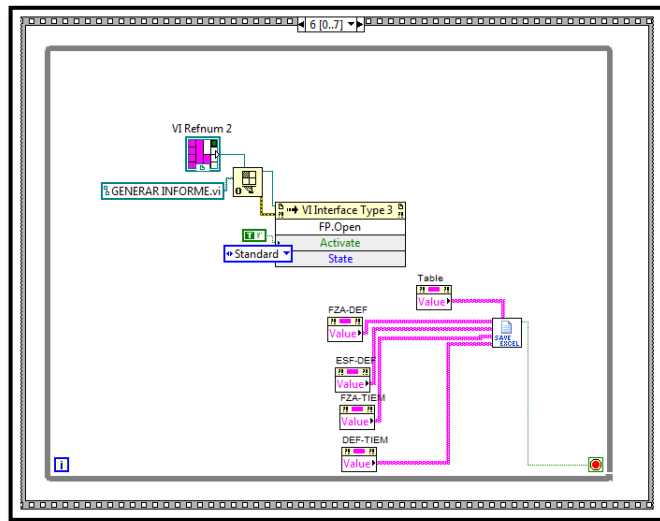 6 [0..7]
VI Refnum 2
GENERAR INFORME.vi
VI Interface Type 3
FP.Open
T
Activate
Standard
State
Table
Value
FZA-DEF
Value
SAVE
EXCEL
ESF-DEF
Value
FZA-TIEM
Value
DEF-TIEM
Value
i